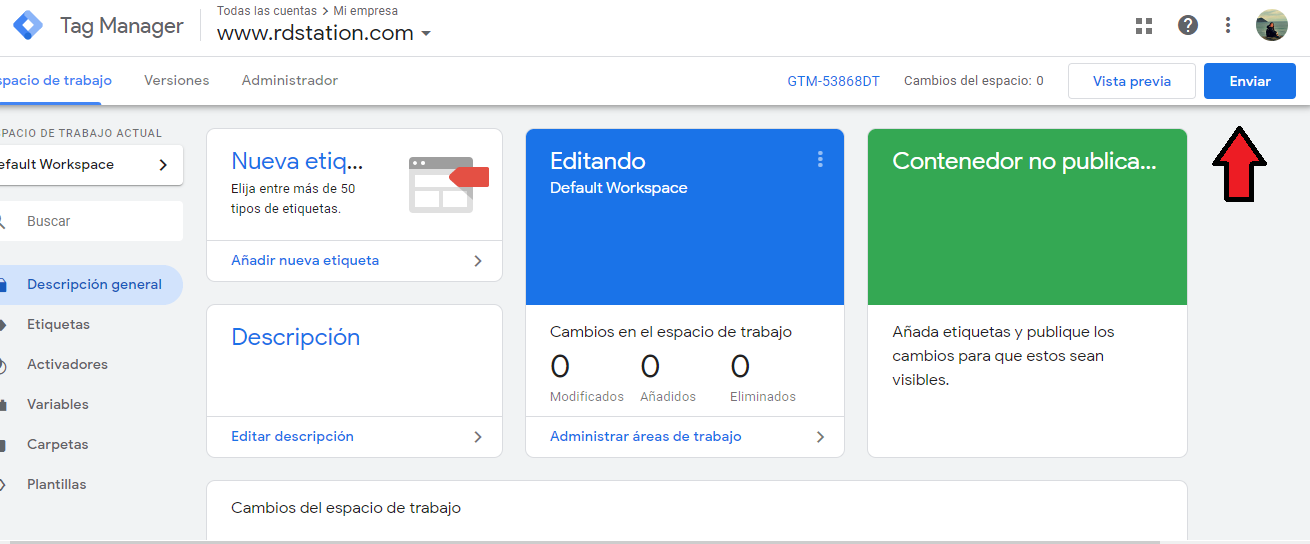 Todas las cuentas > Mi empresa
Tag Manager
www.rdstation.com
spacio de trabajo
Versiones
Administrador
GTM-53868DT
Cambios del espacio: 0
Vista previa
Enviar
SPACIO DE TRABAJO ACTUAL
efault Workspace
Buscar
Descripción general
Etiquetas
Activadores
Variables
Carpetas
Plantillas
Nueva etiq...
Elija entre más de 50
tipos de etiquetas.
Añadir nueva etiqueta
Descripción
Editar descripción
Editando
Default Workspace
Cambios en el espacio de trabajo
0 0 0
Modificados Añadidos Eliminados
Administrar áreas de trabajo
Contenedor no publica...
Añada etiquetas y publique los
cambios para que estos sean
visibles.
Cambios del espacio de trabajo